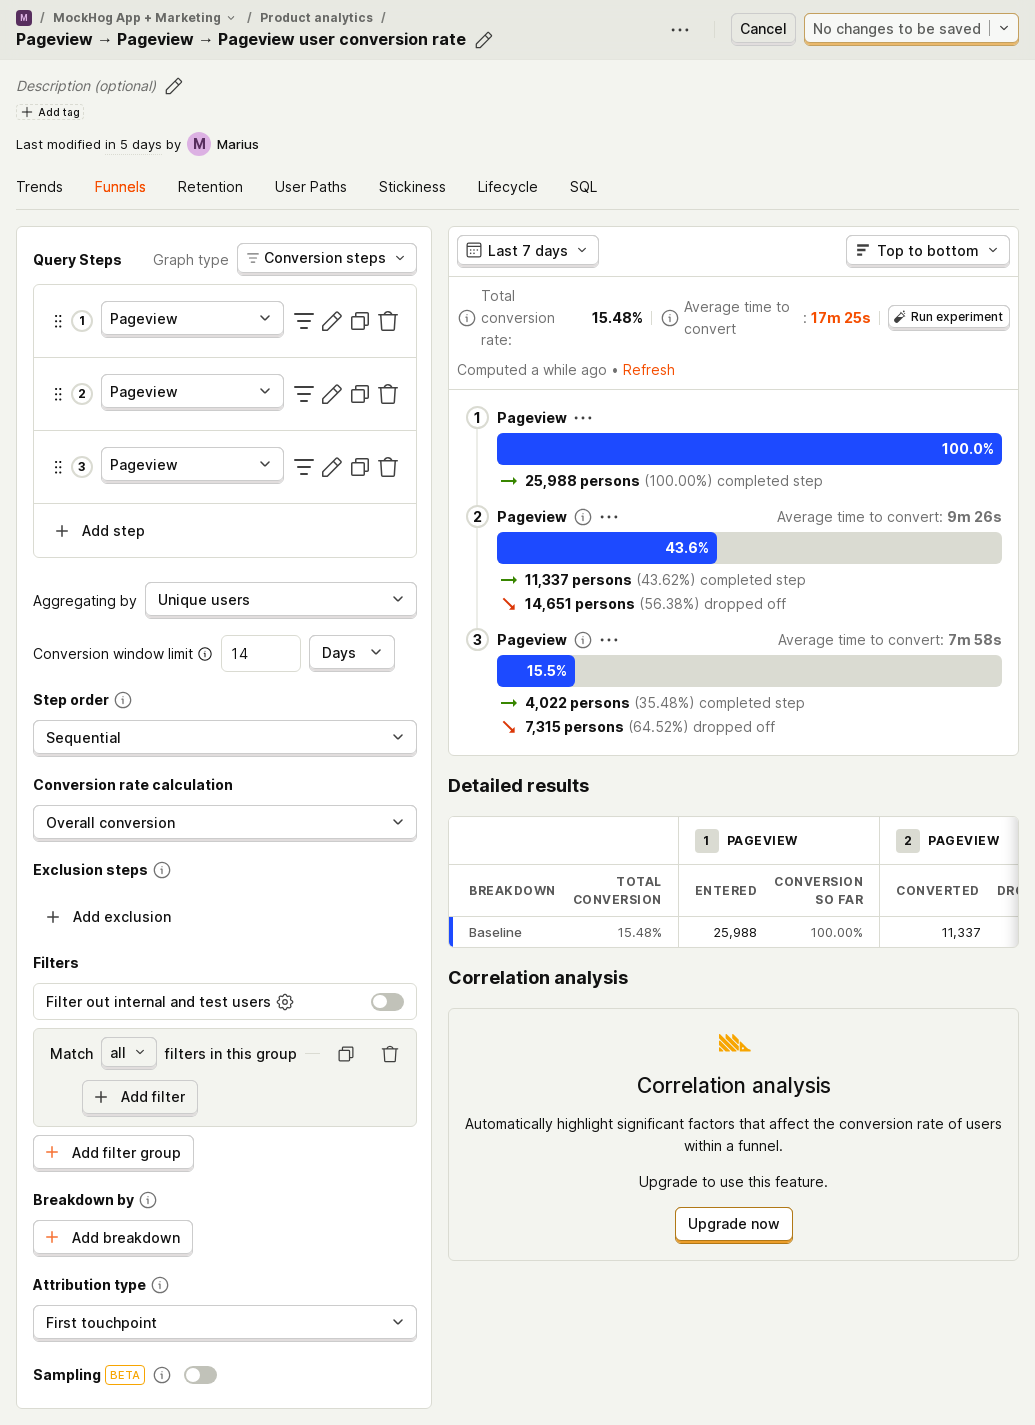 M / MockHog App + Marketing / Product analytics /
Pageview → Pageview → Pageview user conversion rate
Cancel
No changes to be saved
Description (optional)
Add tag
Last modified in 5 days by M Marius
Trends Funnels Retention User Paths Stickiness Lifecycle SQL
Query Steps
Graph type Conversion steps
1 Pageview
2 Pageview
3 Pageview
Add step
Aggregating by Unique users
Conversion window limit 14 Days
Step order
Sequential
Conversion rate calculation
Overall conversion
Exclusion steps
Add exclusion
Filters
Filter out internal and test users
Match all filters in this group
Add filter
Add filter group
Breakdown by
Add breakdown
Attribution type
First touchpoint
Sampling BETA
Last 7 days
Top to bottom
Total
conversion
rate:
15.48%
Average time to
convert
: 17m 25s
Run experiment
Computed a while ago • Refresh
1 Pageview
100.0%
25,988 persons (100.00%) completed step
2 Pageview Average time to convert: 9m 26s
43.6%
11,337 persons (43.62%) completed step
14,651 persons (56.38%) dropped off
3 Pageview Average time to convert: 7m 58s
15.5%
4,022 persons (35.48%) completed step
7,315 persons (64.52%) dropped off
Detailed results
1 PAGEVIEW 2 PAGEVIEW
BREAKDOWN
TOTAL
CONVERSION
ENTERED
CONVERSION
SO FAR
CONVERTED
Baseline 15.48% 25,988 100.00% 11,337
Correlation analysis
Correlation analysis
Automatically highlight significant factors that affect the conversion rate of users
within a funnel.
Upgrade to use this feature.
Upgrade now